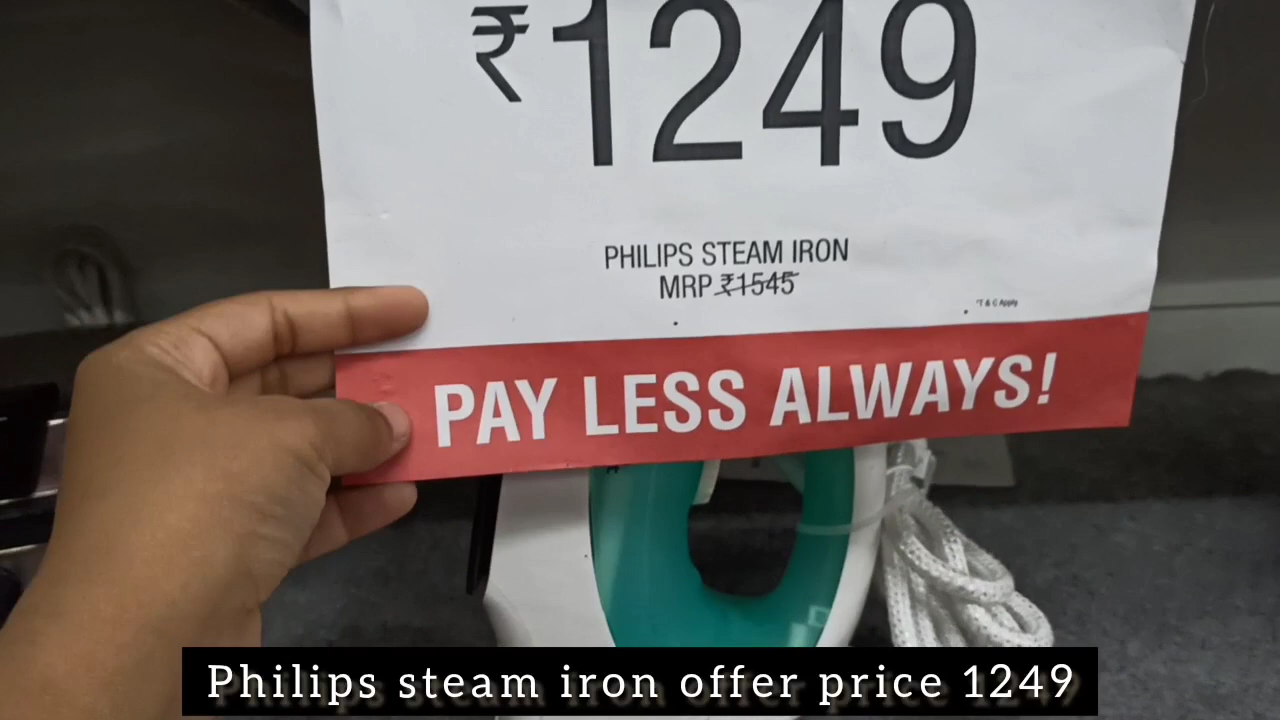 ₹1249
PHILIPS STEAM IRON
MRP ₹1545
*T & C Apply
PAY LESS ALWAYS!
Philips steam iron offer price 1249